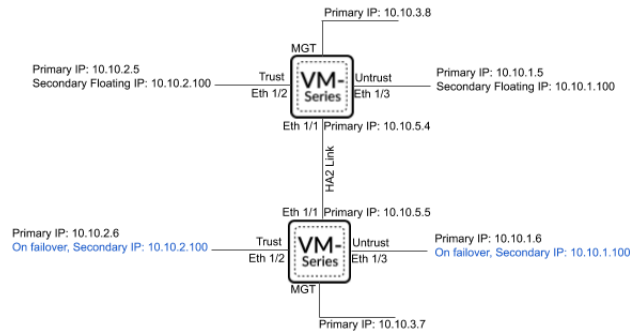 Primary IP: 10.10.3.8
MGT
Primary IP: 10.10.2.5
Secondary Floating IP: 10.10.2.100
Trust
Eth 1/2
VM-
Series
Untrust
Eth 1/3
Primary IP: 10.10.1.5
Secondary Floating IP: 10.10.1.100
Eth 1/1 Primary IP: 10.10.5.4
HA2 Link
Eth 1/1 Primary IP: 10.10.5.5
Primary IP: 10.10.2.6
On failover, Secondary IP: 10.10.2.100
Trust
Eth 1/2
VM-
Series
Untrust
Eth 1/3
Primary IP: 10.10.1.6
On failover, Secondary IP: 10.10.1.100
MGT
Primary IP: 10.10.3.7